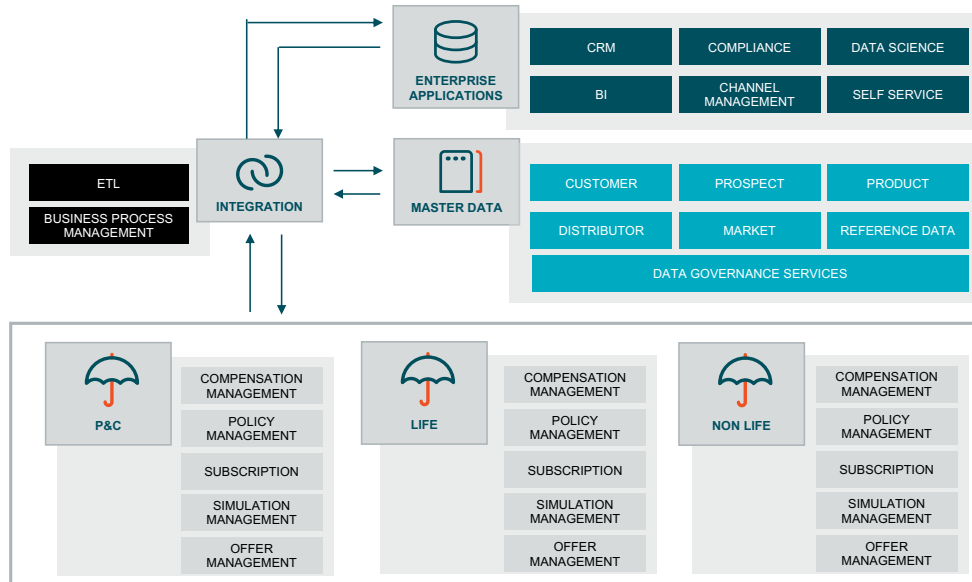 ENTERPRISE
APPLICATIONS
CRM
COMPLIANCE
DATA SCIENCE
BI
CHANNEL
MANAGEMENT
SELF SERVICE
ETL
BUSINESS PROCESS
MANAGEMENT
INTEGRATION
MASTER DATA
CUSTOMER
PROSPECT
PRODUCT
DISTRIBUTOR
MARKET
REFERENCE DATA
DATA GOVERNANCE SERVICES
P&C
COMPENSATION
MANAGEMENT
POLICY
MANAGEMENT
SUBSCRIPTION
SIMULATION
MANAGEMENT
OFFER
MANAGEMENT
LIFE
COMPENSATION
MANAGEMENT
POLICY
MANAGEMENT
SUBSCRIPTION
SIMULATION
MANAGEMENT
OFFER
MANAGEMENT
NON LIFE
COMPENSATION
MANAGEMENT
POLICY
MANAGEMENT
SUBSCRIPTION
SIMULATION
MANAGEMENT
OFFER
MANAGEMENT